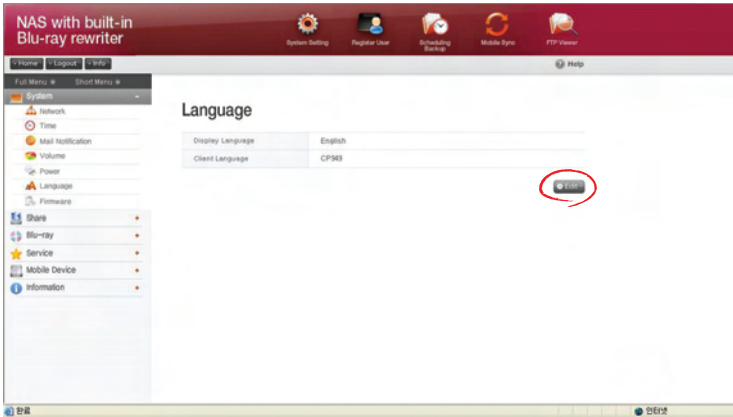 NAS with built-in
Blu-ray rewriter
System Setting
Register User
Scheduling
Backup
Mobile Sync
FTP Viewer
Home Logout Info
Help
Full Menu Short Menu
System
Network
Time
Mail Notification
Volume
Power
Language
Firmware
Share
Blu-ray
Service
Mobile Device
Information
Language
Display Language English
Client Language CP949
Edit
완료
인터넷